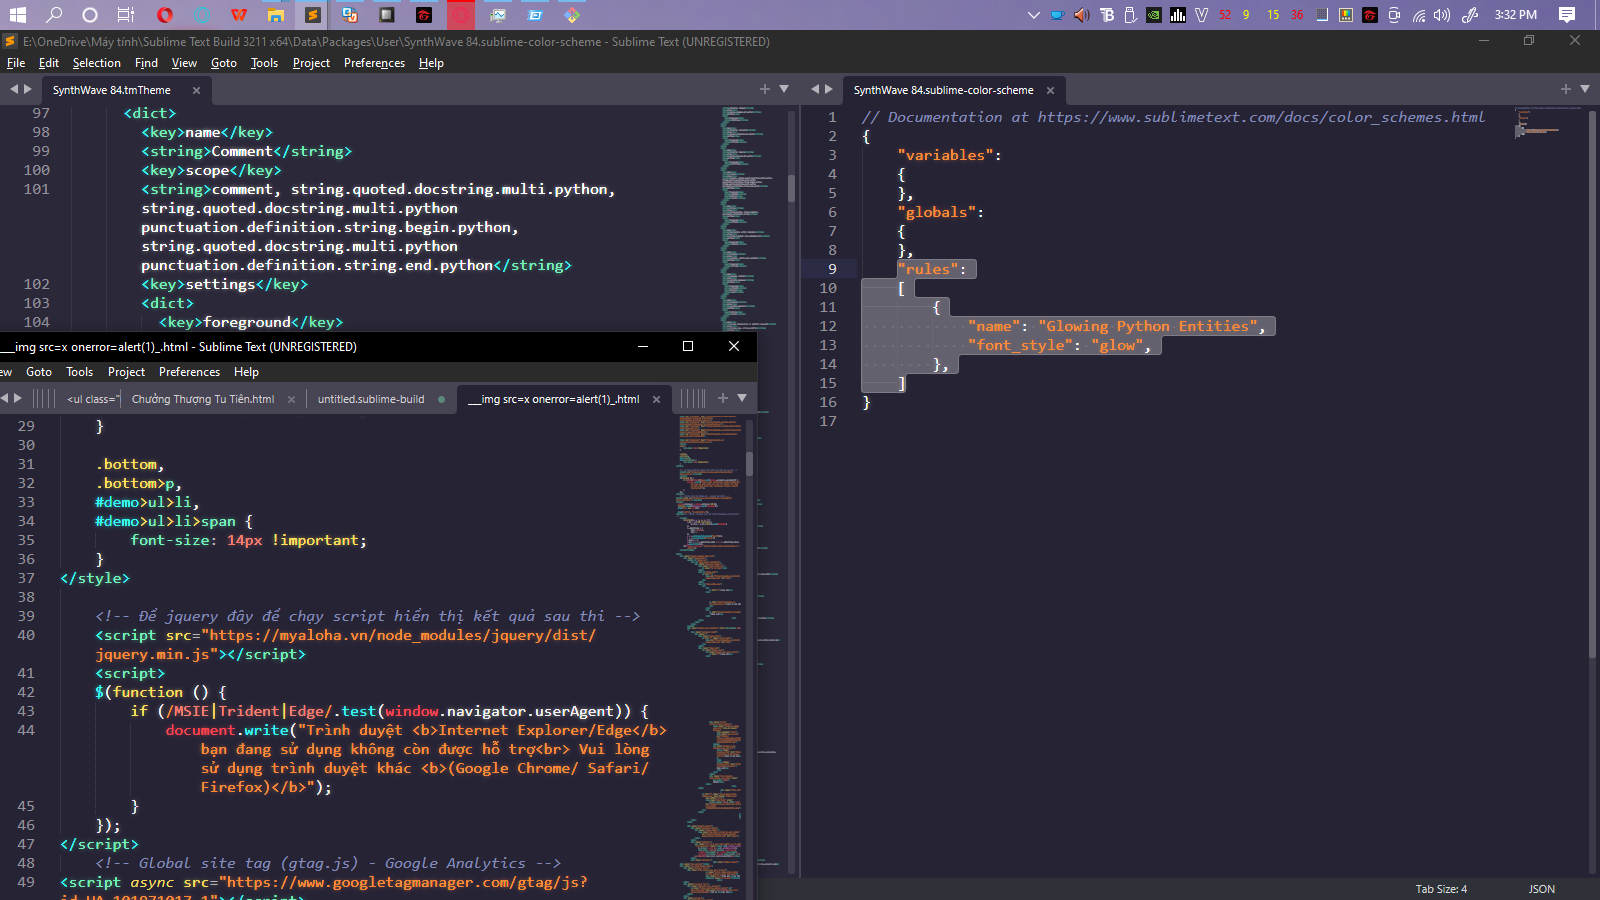 52 9 15 36 3:32 PM
E:\OneDrive\Máy tính\Sublime Text Build 3211 x64\Data\Packages\User\SynthWave 84.sublime-color-scheme - Sublime Text (UNREGISTERED)
File Edit Selection Find View Goto Tools Project Preferences Help
SynthWave 84.tmTheme
97 <dict>
98 <key>name</key>
99 <string>Comment</string>
100 <key>scope</key>
101 <string>comment, string.quoted.docstring.multi.python,
string.quoted.docstring.multi.python
punctuation.definition.string.begin.python,
string.quoted.docstring.multi.python
punctuation.definition.string.end.python</string>
102 <key>settings</key>
103 <dict>
104 <key>foreground</key>
SynthWave 84.sublime-color-scheme
1 // Documentation at https://www.sublimetext.com/docs/color_schemes.html
2 {
3 "variables":
4 {
5 },
6 "globals":
7 {
8 },
9 "rules":
10 [
11 {
12 "name": "Glowing Python Entities",
13 "font_style": "glow",
14 },
15 ]
16 }
17
___img src=x onerror=alert(1)_.html - Sublime Text (UNREGISTERED)
ew Goto Tools Project Preferences Help
<ul class=" Chưởng Thượng Tu Tiên.html untitled.sublime-build ___img src=x onerror=alert(1)_.html
29 }
30
31 .bottom,
32 .bottom>p,
33 #demo>ul>li,
34 #demo>ul>li>span {
35 font-size: 14px !important;
36 }
37 </style>
38
39 <!-- Để jquery đây để chạy script hiển thị kết quả sau thi -->
40 <script src="https://myaloha.vn/node_modules/jquery/dist/
jquery.min.js"></script>
41 <script>
42 $(function () {
43 if (/MSIE|Trident|Edge/.test(window.navigator.userAgent)) {
44 document.write("Trình duyệt <b>Internet Explorer/Edge</b>
bạn đang sử dụng không còn được hỗ trợ<br> Vui lòng
sử dụng trình duyệt khác <b>(Google Chrome/ Safari/
Firefox)</b>");
45 }
46 });
47 </script>
48 <!-- Global site tag (gtag.js) - Google Analytics -->
49 <script async src="https://www.googletagmanager.com/gtag/js?
Tab Size: 4 JSON